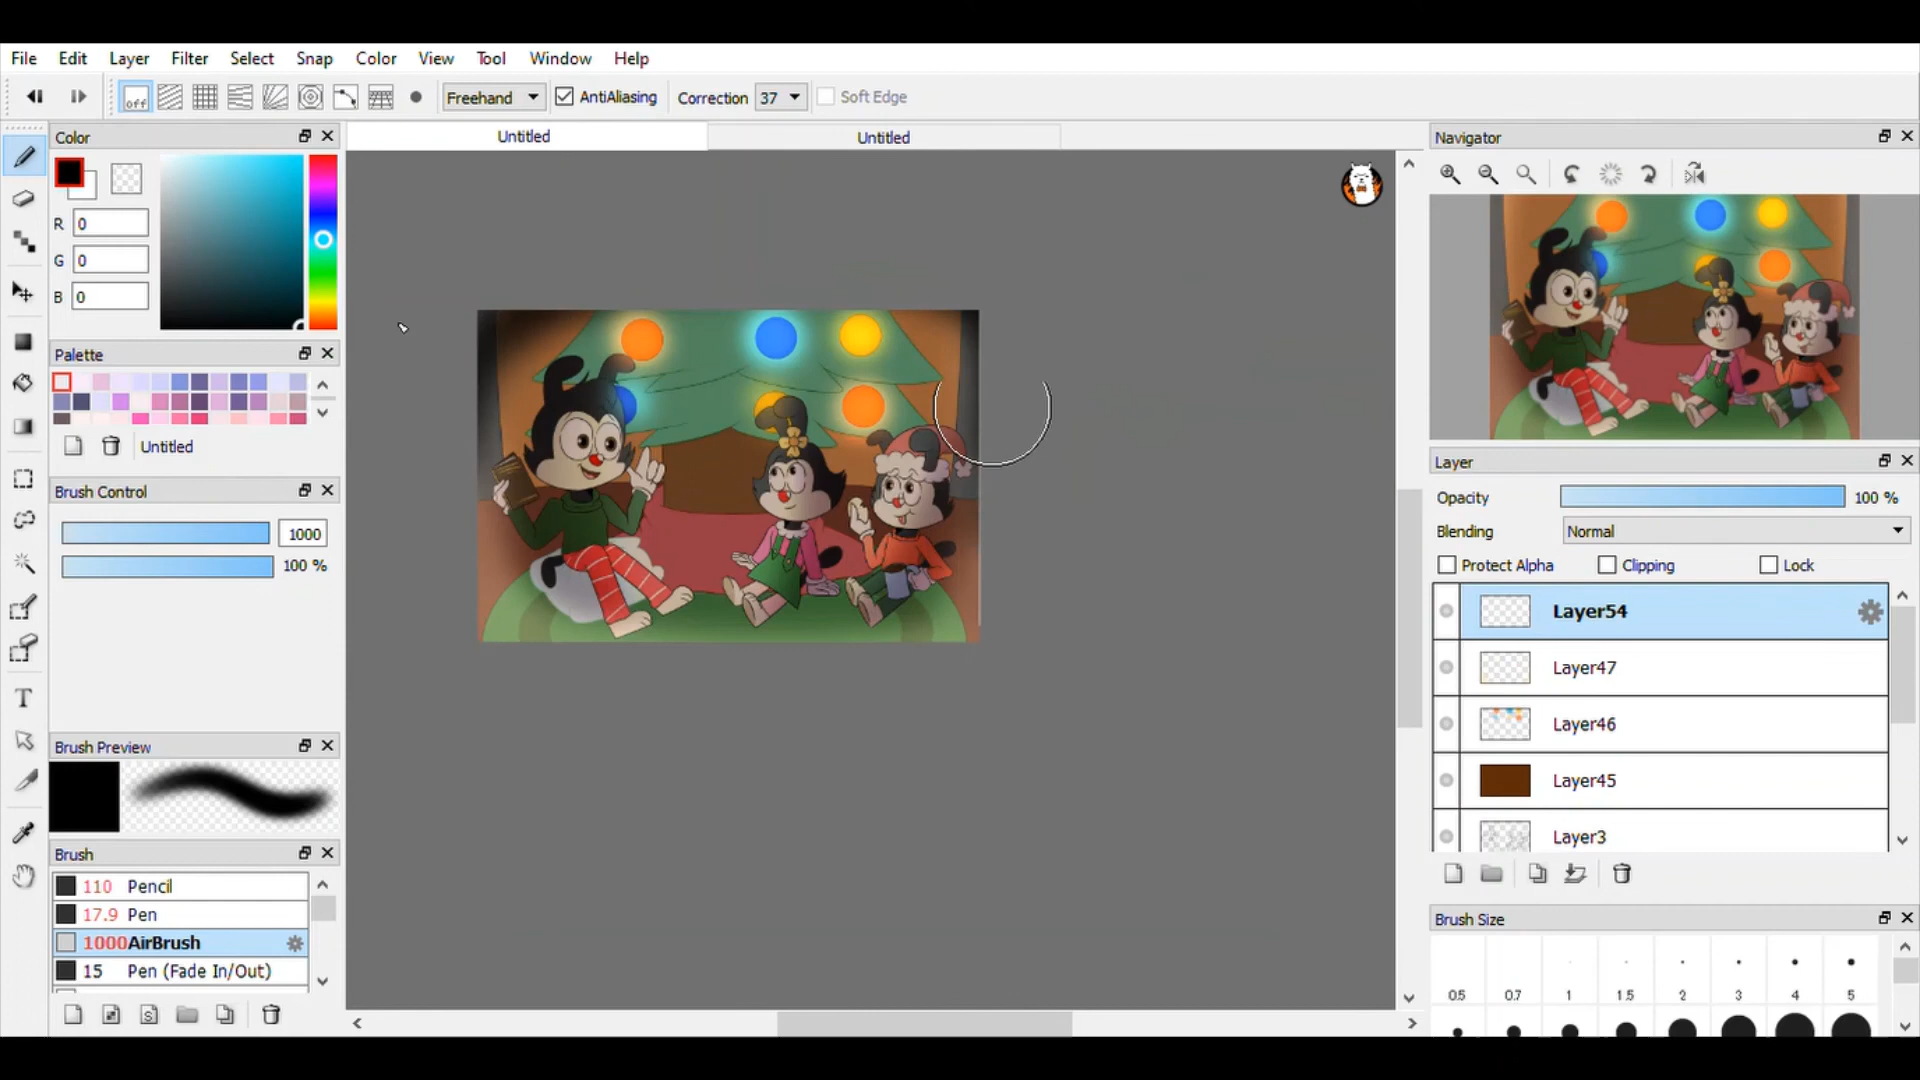 File Edit Layer Filter Select Snap Color View Tool Window Help
off Freehand AntiAliasing Correction 37 Soft Edge
Color
R 0
G 0
B 0
Palette
Untitled
Brush Control
1000
100 %
Brush Preview
Brush
110 Pencil
17.9 Pen
1000 AirBrush
15 Pen (Fade In/Out)
Untitled Untitled
Navigator
Layer
Opacity 100 %
Blending Normal
Protect Alpha Clipping Lock
Layer54
Layer47
Layer46
Layer45
Layer3
Brush Size
0.5 0.7 1 1.5 2 3 4 5